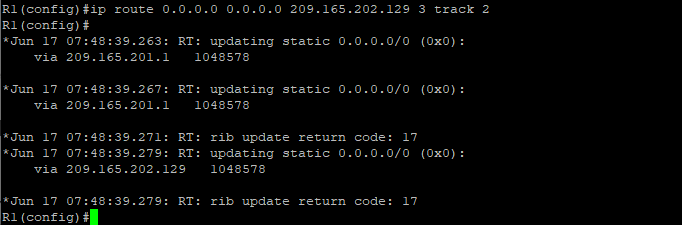 R1(config)#ip route 0.0.0.0 0.0.0.0 209.165.202.129 3 track 2
R1(config)#
*Jun 17 07:48:39.263: RT: updating static 0.0.0.0/0 (0x0):
    via 209.165.201.1   1048578
*Jun 17 07:48:39.267: RT: updating static 0.0.0.0/0 (0x0):
    via 209.165.201.1   1048578
*Jun 17 07:48:39.271: RT: rib update return code: 17
*Jun 17 07:48:39.279: RT: updating static 0.0.0.0/0 (0x0):
    via 209.165.202.129   1048578
*Jun 17 07:48:39.279: RT: rib update return code: 17
R1(config)#